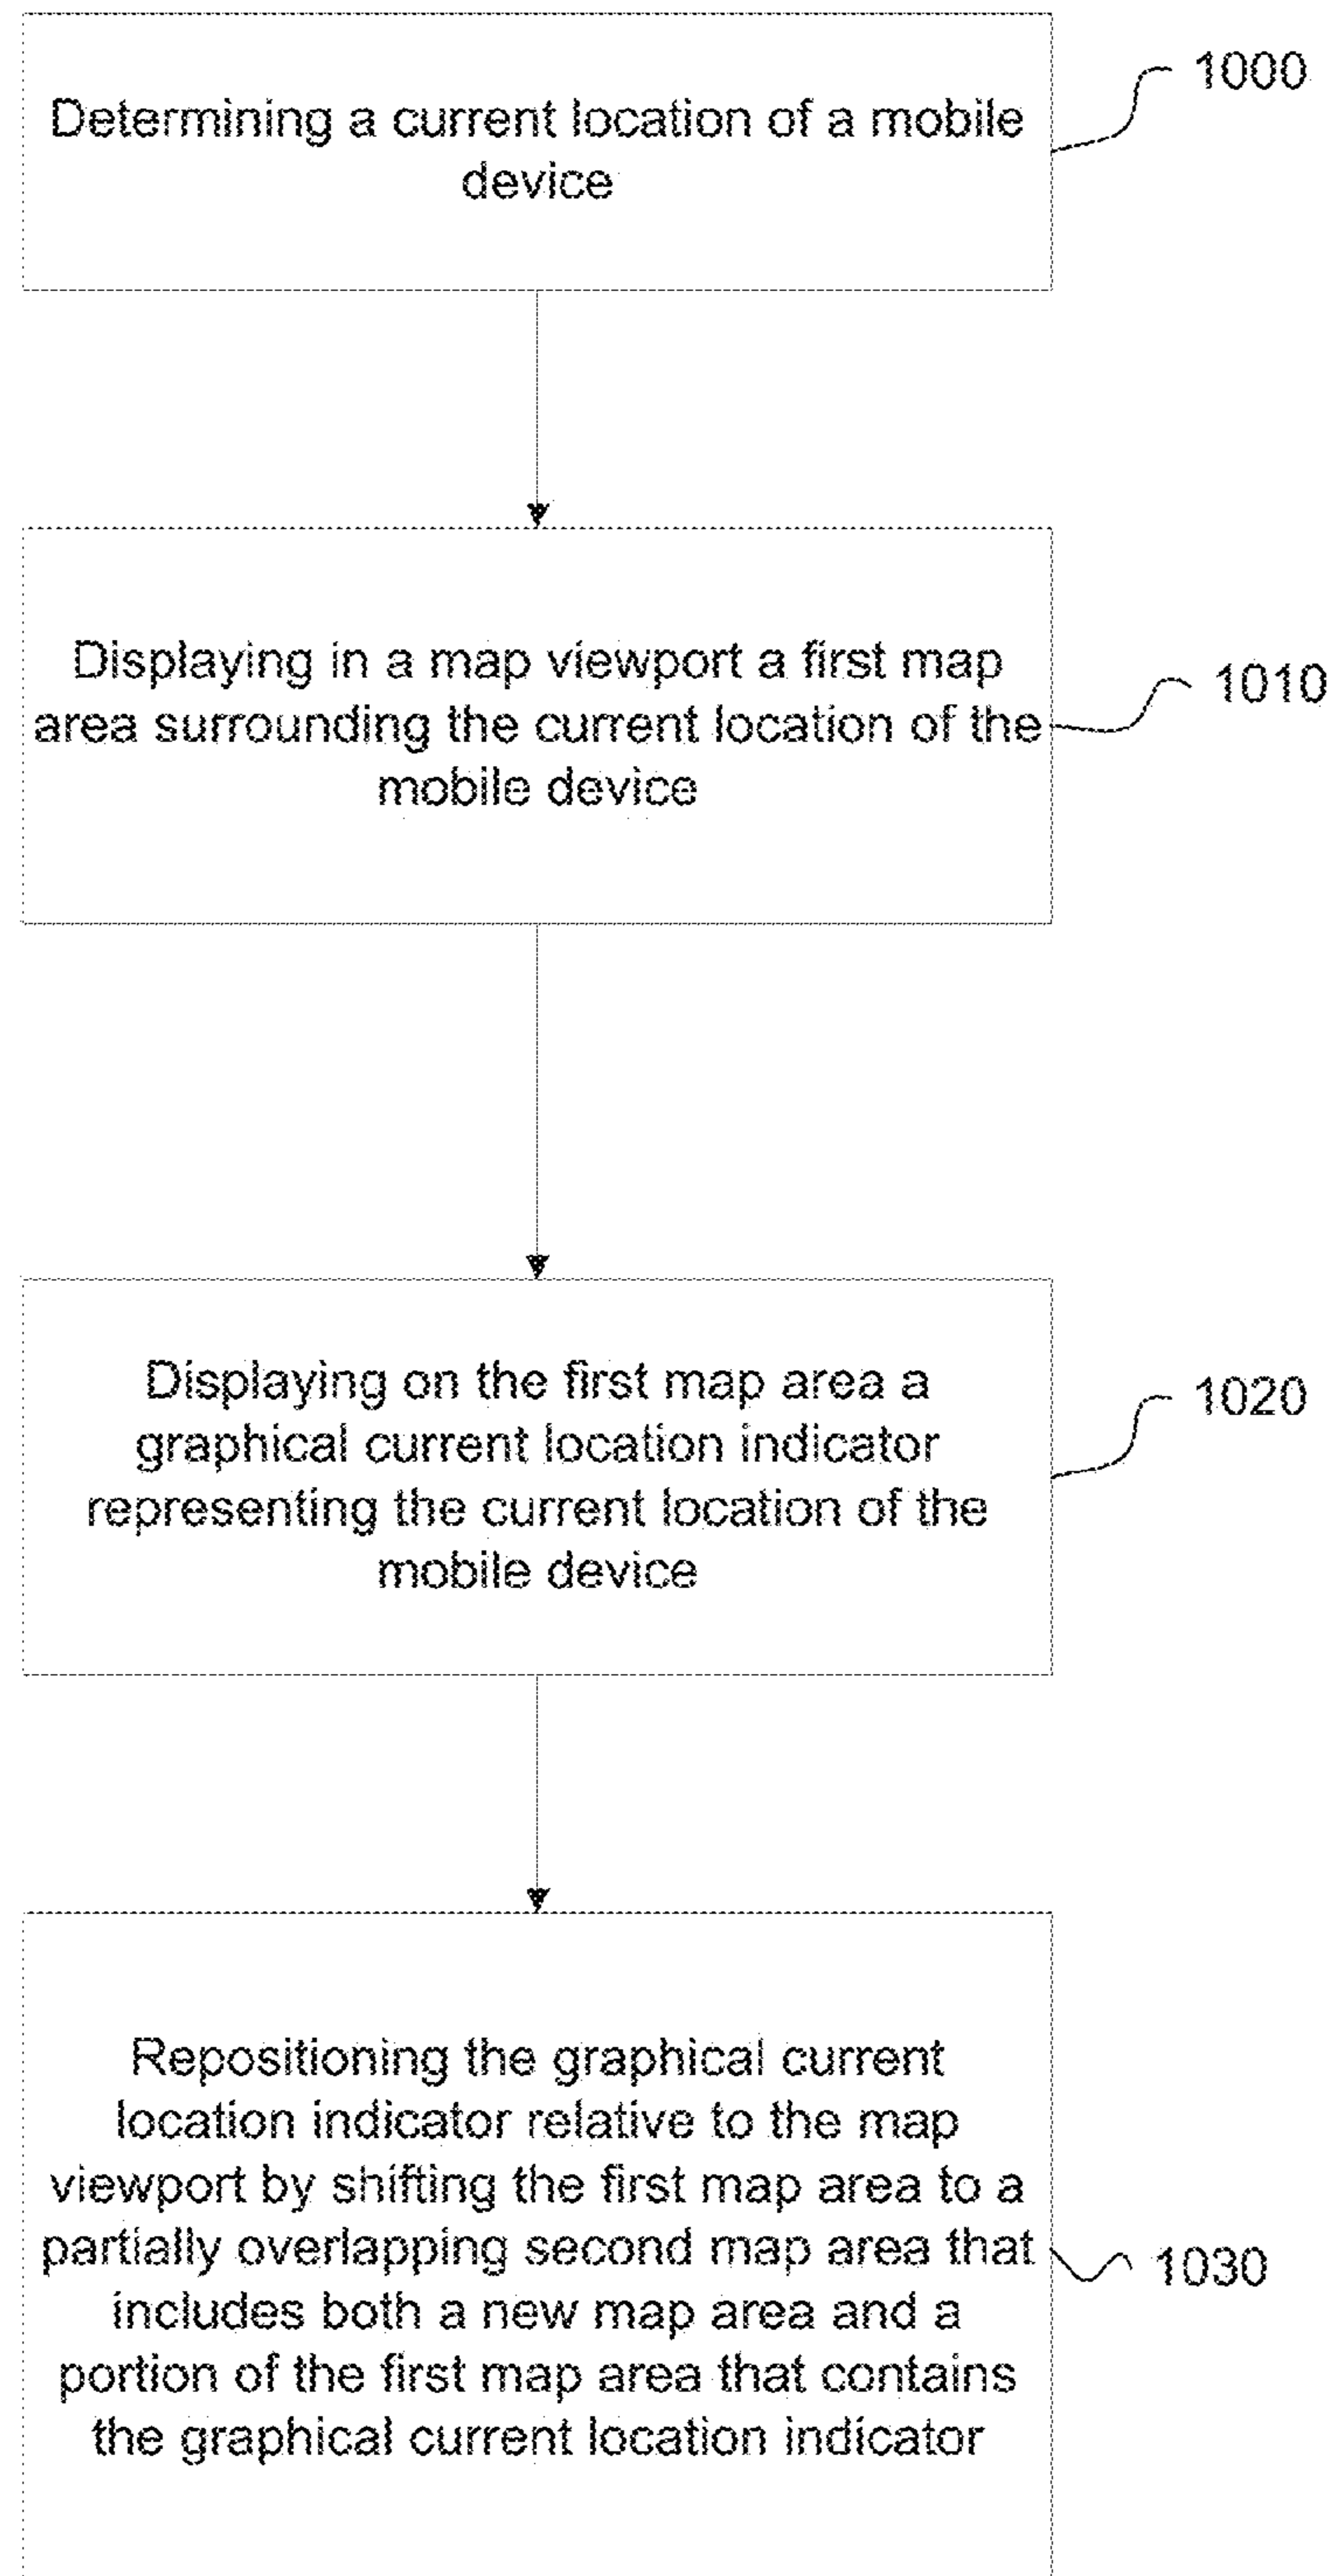 Determining a current location of a mobile
device
1000
Displaying in a map viewport a first map
area surrounding the current location of the
mobile device
1010
Displaying on the first map area a
graphical current location indicator
representing the current location of the
mobile device
1020
Repositioning the graphical current
location indicator relative to the map
viewport by shifting the first map area to a
partially overlapping second map area that
includes both a new map area and a
portion of the first map area that contains
the graphical current location indicator
1030